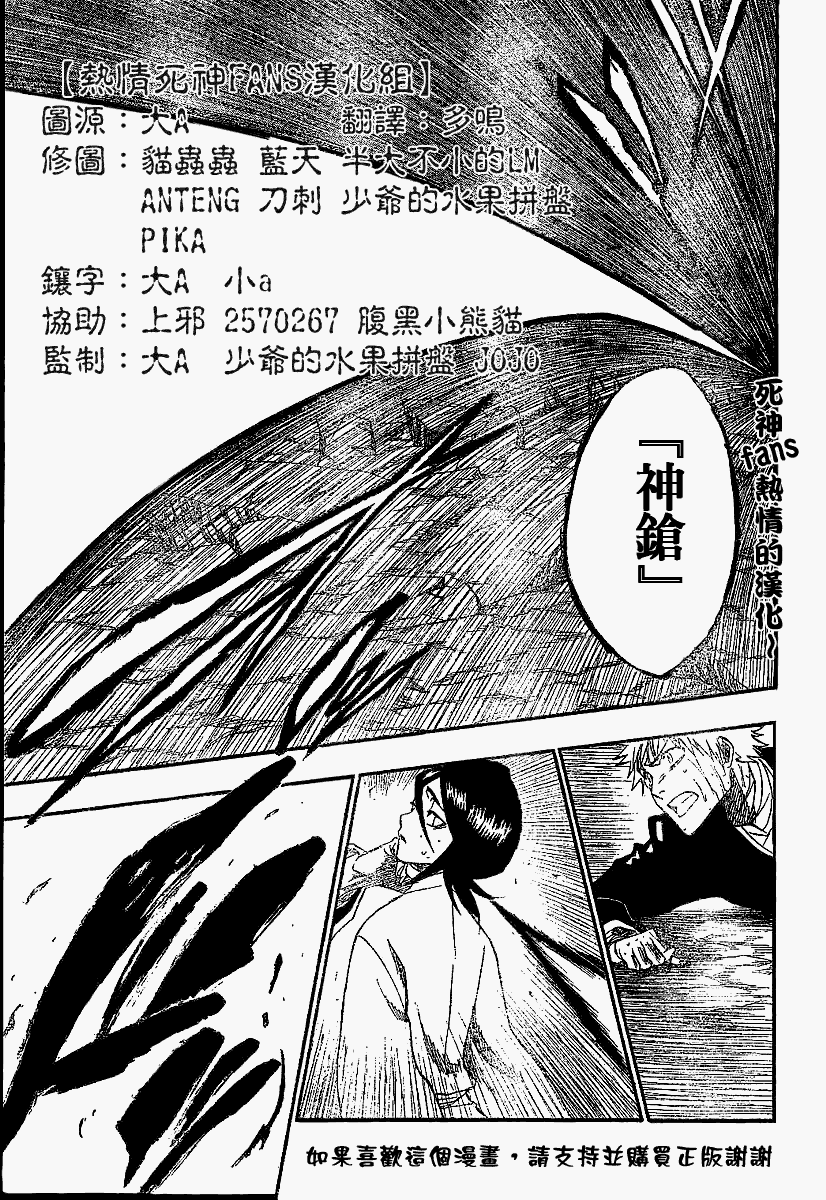 【熱情死神FANS漢化組】
圖源：大A 翻譯：多嗚
修圖：貓蟲蟲 藍天 半大不小的LM
ANTENG 刀刺 少爺的水果拼盤
PIKA
鑲字：大A 小a
協助：上邪 2570267 腹黑小熊貓
監制：大A 少爺的水果拼盤 JOJO
『神鎗』
死神fans熱情的漢化~
如果喜歡這個漫畫，請支持並購買正版謝謝